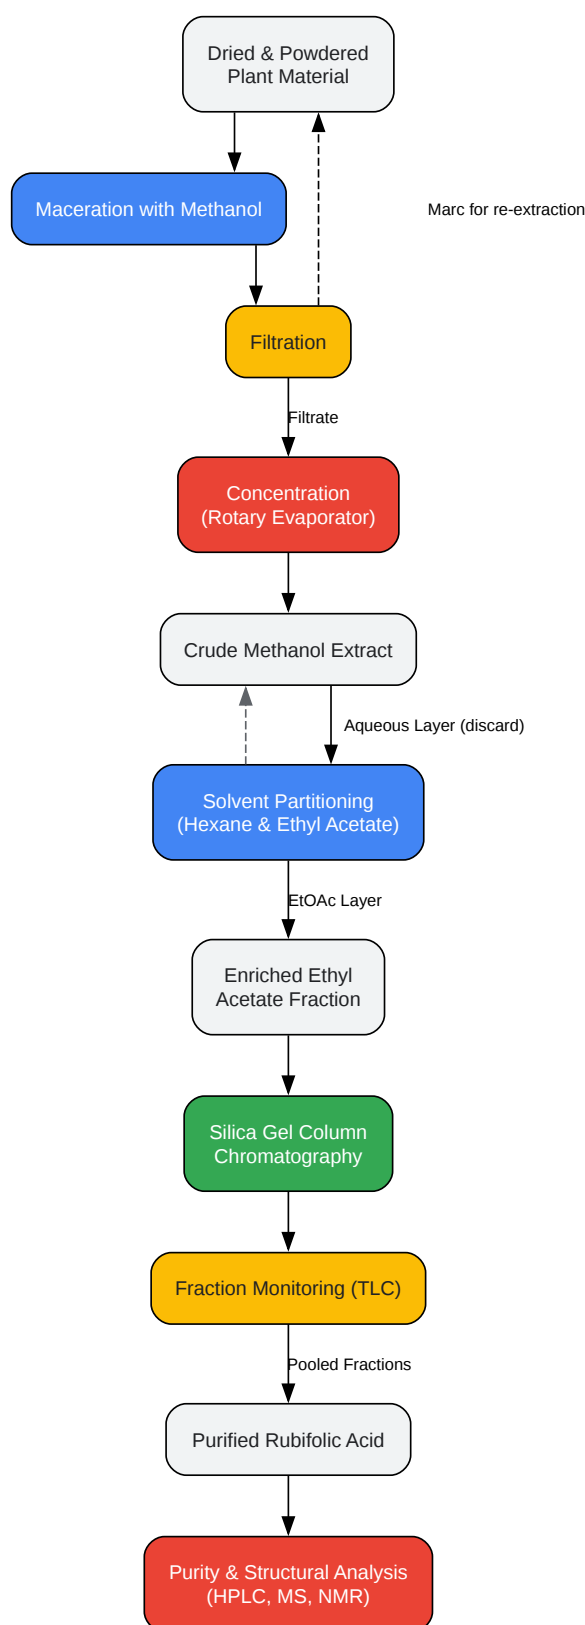 Dried & Powdered
Plant Material
Maceration with Methanol
Marc for re-extraction
Filtration
Filtrate
Concentration
(Rotary Evaporator)
Crude Methanol Extract
Aqueous Layer (discard)
Solvent Partitioning
(Hexane & Ethyl Acetate)
EtOAc Layer
Enriched Ethyl
Acetate Fraction
Silica Gel Column
Chromatography
Fraction Monitoring (TLC)
Pooled Fractions
Purified Rubifolic Acid
Purity & Structural Analysis
(HPLC, MS, NMR)